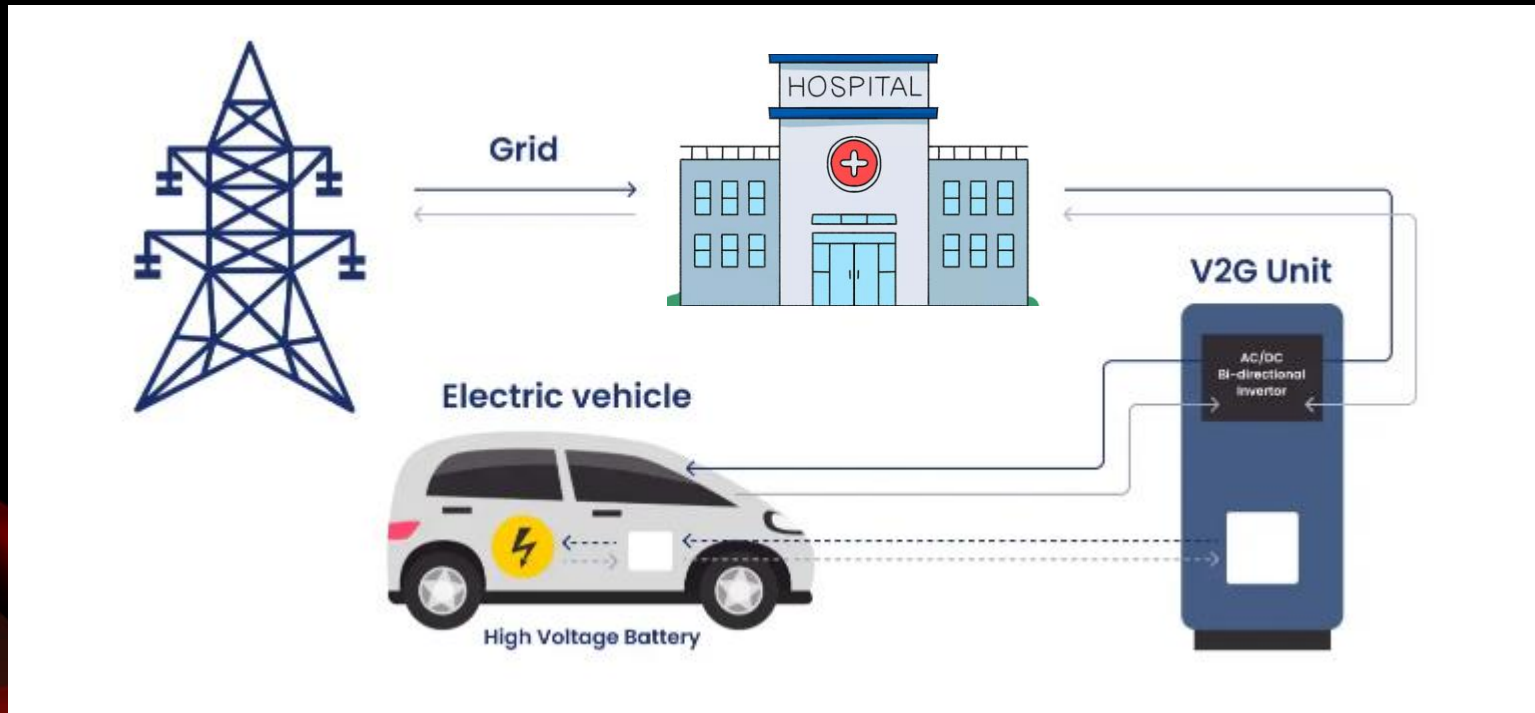 HOSPITAL
Grid
V2G Unit
AC/DC
Bi-directional
Invertor
Electric vehicle
High Voltage Battery